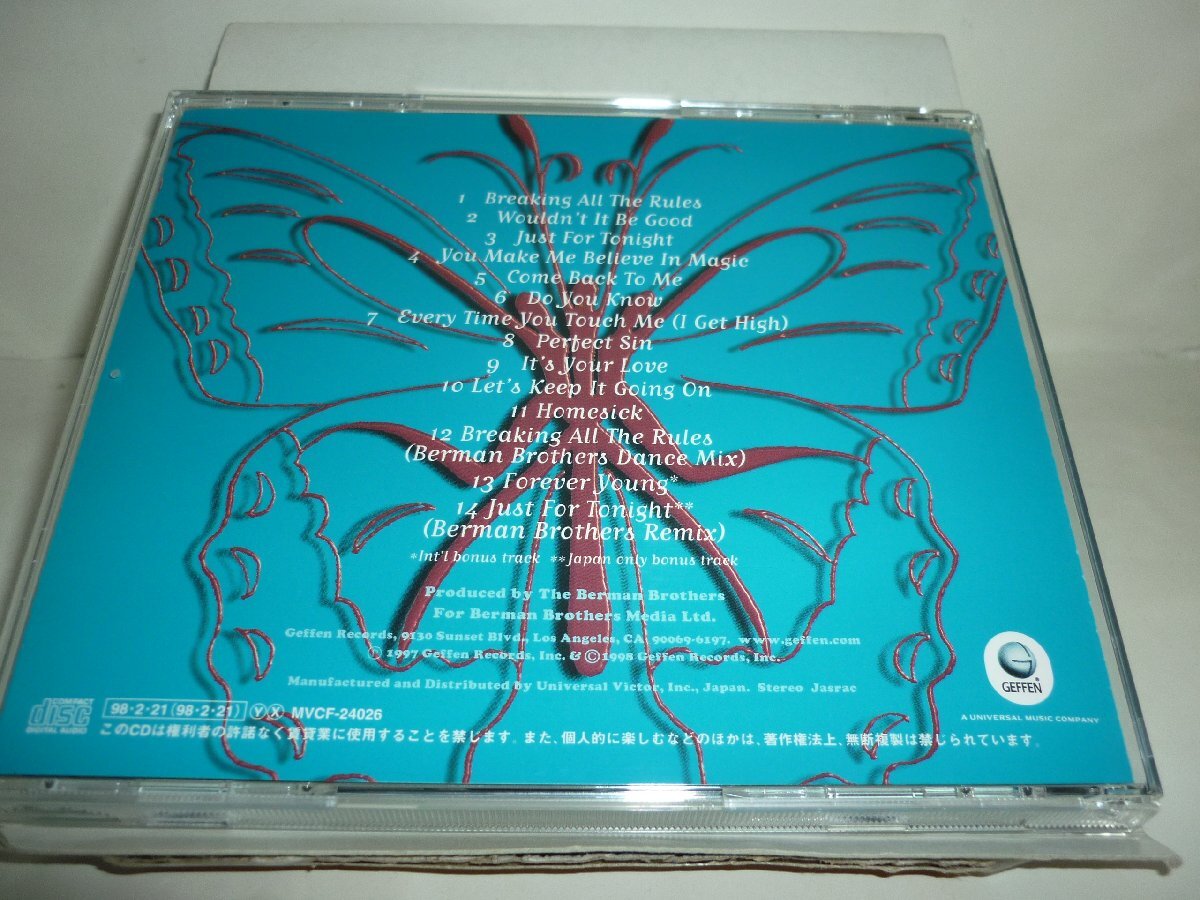 1 Breaking All The Rules
2 Wouldn't It Be Good
3 Just For Tonight
4 You Make Me Believe In Magic
5 Come Back To Me
6 Do You Know
7 Every Time You Touch Me (I Get High)
8 Perfect Sin
9 It's Your Love
10 Let's Keep It Going On
11 Homesick
12 Breaking All The Rules
(Berman Brothers Dance Mix)
13 Forever Young*
14 Just For Tonight**
(Berman Brothers Remix)
*Int'l bonus track **Japan only bonus track
Produced by The Berman Brothers
For Berman Brothers Media Ltd.
Geffen Records, 9130 Sunset Blvd., Los Angeles, CA. 90069-6197. www.geffen.com
Ⓟ 1997 Geffen Records, Inc. & ©1998 Geffen Records, Inc.
Manufactured and Distributed by Universal Victor, Inc., Japan. Stereo Jasrac
GEFFEN
A UNIVERSAL MUSIC COMPANY
COMPACT
disc
DIGITAL AUDIO
98·2·21(98·2·21) Ⓨ Ⓧ MVCF-24026
このCDは権利者の許諾なく賃貸業に使用することを禁じます。また、個人的に楽しむなどのほかは、著作権法上、無断複製は禁じられています。